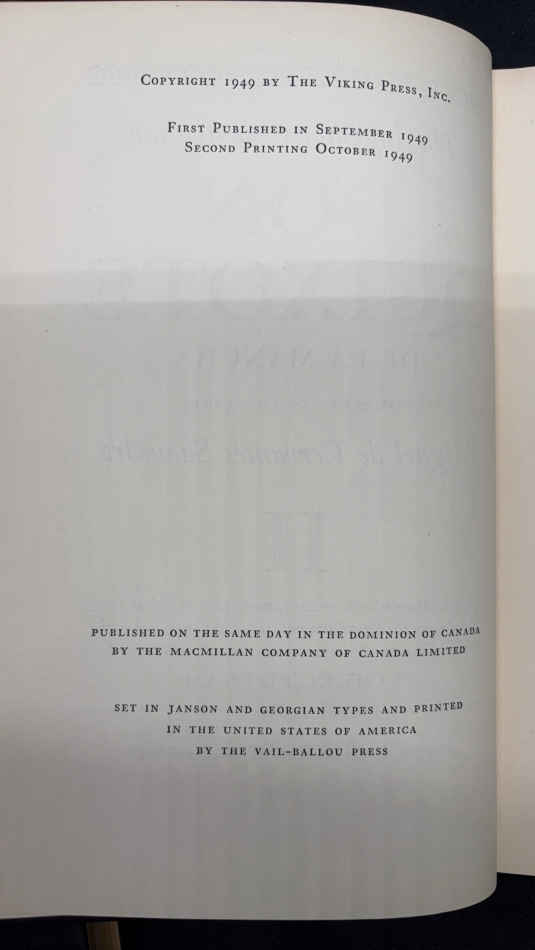 Copyright 1949 by The Viking Press, Inc.
First Published in September 1949
Second Printing October 1949
PUBLISHED ON THE SAME DAY IN THE DOMINION OF CANADA
BY THE MACMILLAN COMPANY OF CANADA LIMITED
SET IN JANSON AND GEORGIAN TYPES AND PRINTED
IN THE UNITED STATES OF AMERICA
BY THE VAIL-BALLOU PRESS